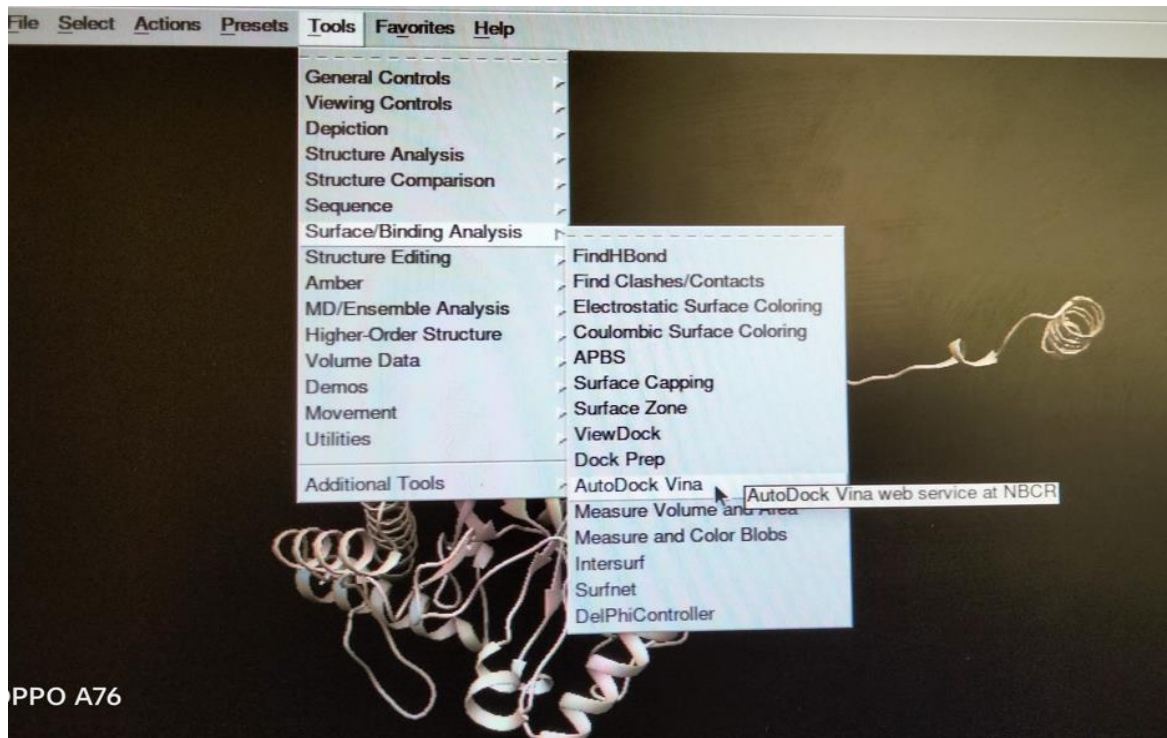 File Select Actions Presets Tools Favorites Help
General Controls
Viewing Controls
Depiction
Structure Analysis
Structure Comparison
Sequence
Surface/Binding Analysis
Structure Editing
Amber
MD/Ensemble Analysis
Higher-Order Structure
Volume Data
Demos
Movement
Utilities
Additional Tools
FindHBond
Find Clashes/Contacts
Electrostatic Surface Coloring
Coulombic Surface Coloring
APBS
Surface Capping
Surface Zone
ViewDock
Dock Prep
AutoDock Vina
AutoDock Vina web service at NBCR
Measure Volume and Area
Measure and Color Blobs
Intersurf
Surfnet
DelPhiController
OPPO A76